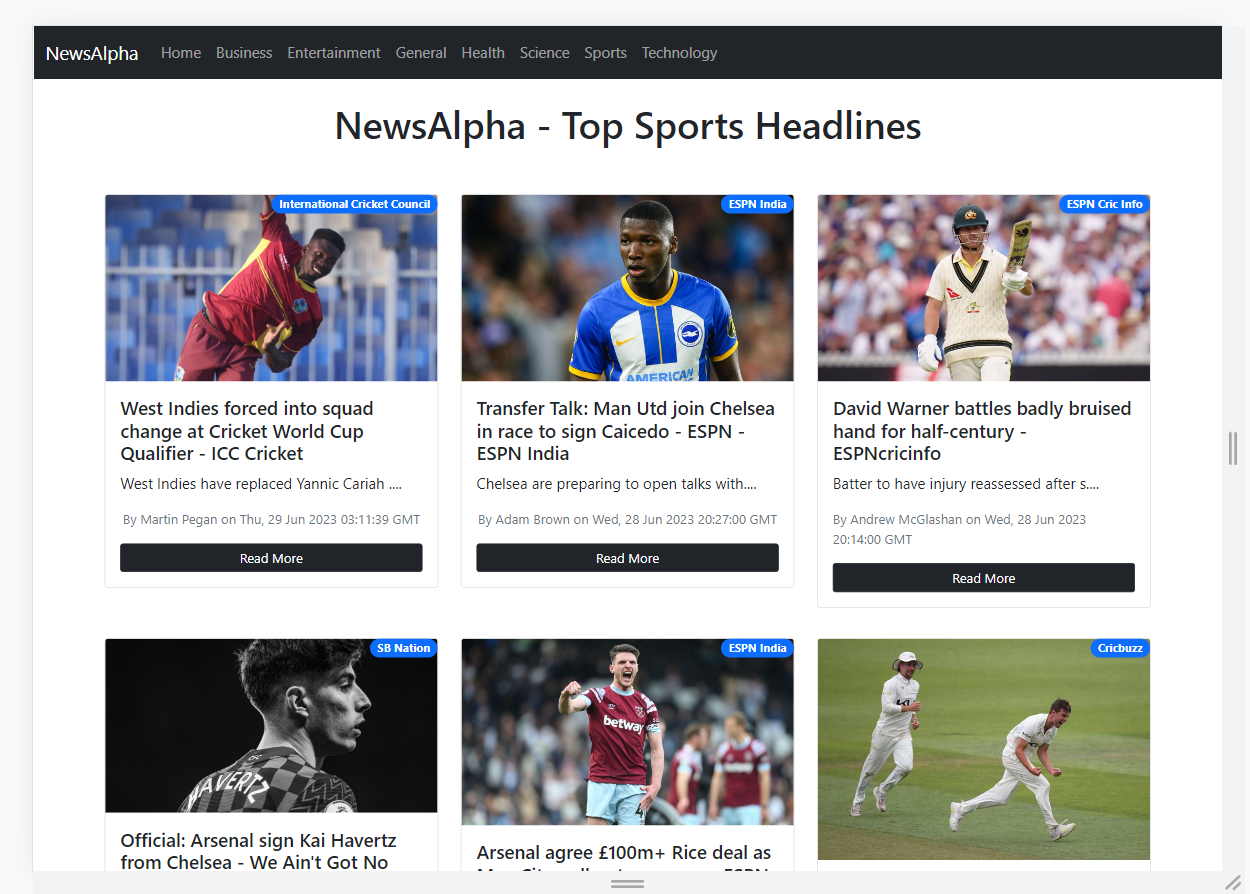 NewsAlpha Home Business Entertainment General Health Science Sports Technology
NewsAlpha - Top Sports Headlines
International Cricket Council
West Indies forced into squad
change at Cricket World Cup
Qualifier - ICC Cricket
West Indies have replaced Yannic Cariah ....
By Martin Pegan on Thu, 29 Jun 2023 03:11:39 GMT
Read More
ESPN India
AMERICAN
Transfer Talk: Man Utd join Chelsea
in race to sign Caicedo - ESPN -
ESPN India
Chelsea are preparing to open talks with....
By Adam Brown on Wed, 28 Jun 2023 20:27:00 GMT
Read More
ESPN Cric Info
David Warner battles badly bruised
hand for half-century -
ESPNcricinfo
Batter to have injury reassessed after s....
By Andrew McGlashan on Wed, 28 Jun 2023
20:14:00 GMT
Read More
SB Nation
HAVERTZ
Official: Arsenal sign Kai Havertz
from Chelsea - We Ain't Got No
ESPN India
betway
Arsenal agree £100m+ Rice deal as
Cricbuzz